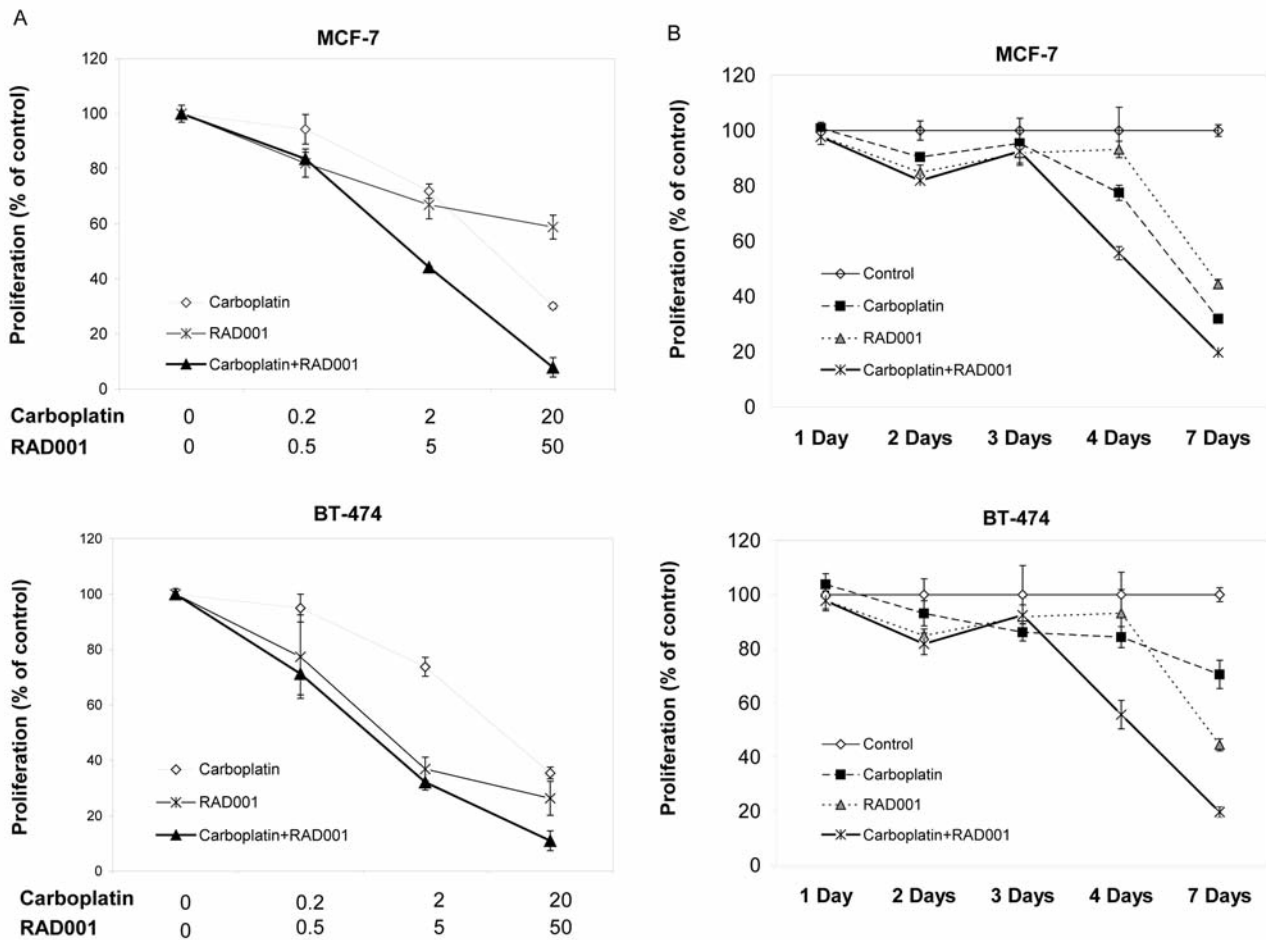 A
MCF-7
Proliferation (% of control)
120
100
80
60
40
20
0
Carboplatin
RAD001
Carboplatin+RAD001
Carboplatin 0 0.2 2 20
RAD001 0 0.5 5 50
B
MCF-7
Proliferation (% of control)
120
100
80
60
40
20
0
Control
Carboplatin
RAD001
Carboplatin+RAD001
1 Day 2 Days 3 Days 4 Days 7 Days
BT-474
Proliferation (% of control)
120
100
80
60
40
20
0
Carboplatin
RAD001
Carboplatin+RAD001
Carboplatin 0 0.2 2 20
RAD001 0 0.5 5 50
BT-474
Proliferation (% of control)
120
100
80
60
40
20
0
Control
Carboplatin
RAD001
Carboplatin+RAD001
1 Day 2 Days 3 Days 4 Days 7 Days